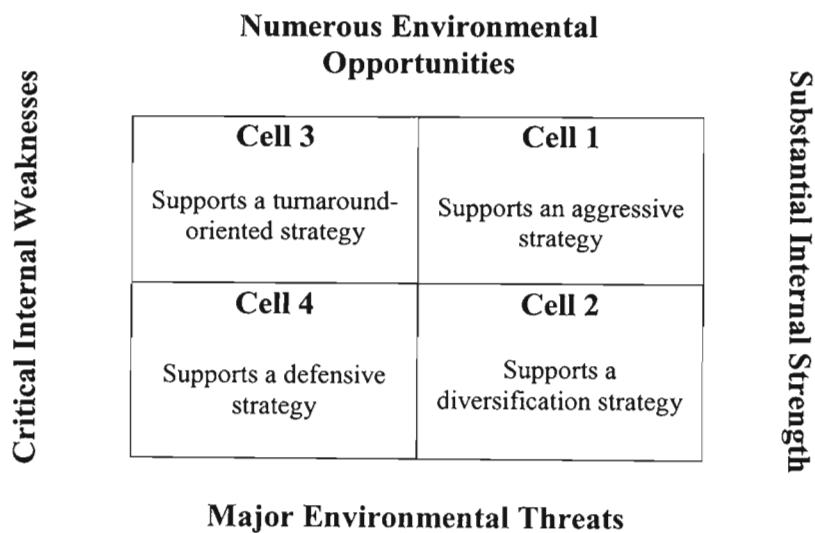 Numerous Environmental
Opportunities
Critical Internal Weaknesses
Cell 3
Supports a turnaround-
oriented strategy
Cell 1
Supports an aggressive
strategy
Cell 4
Supports a defensive
strategy
Cell 2
Supports a
diversification strategy
Substantial Internal Strength
Major Environmental Threats